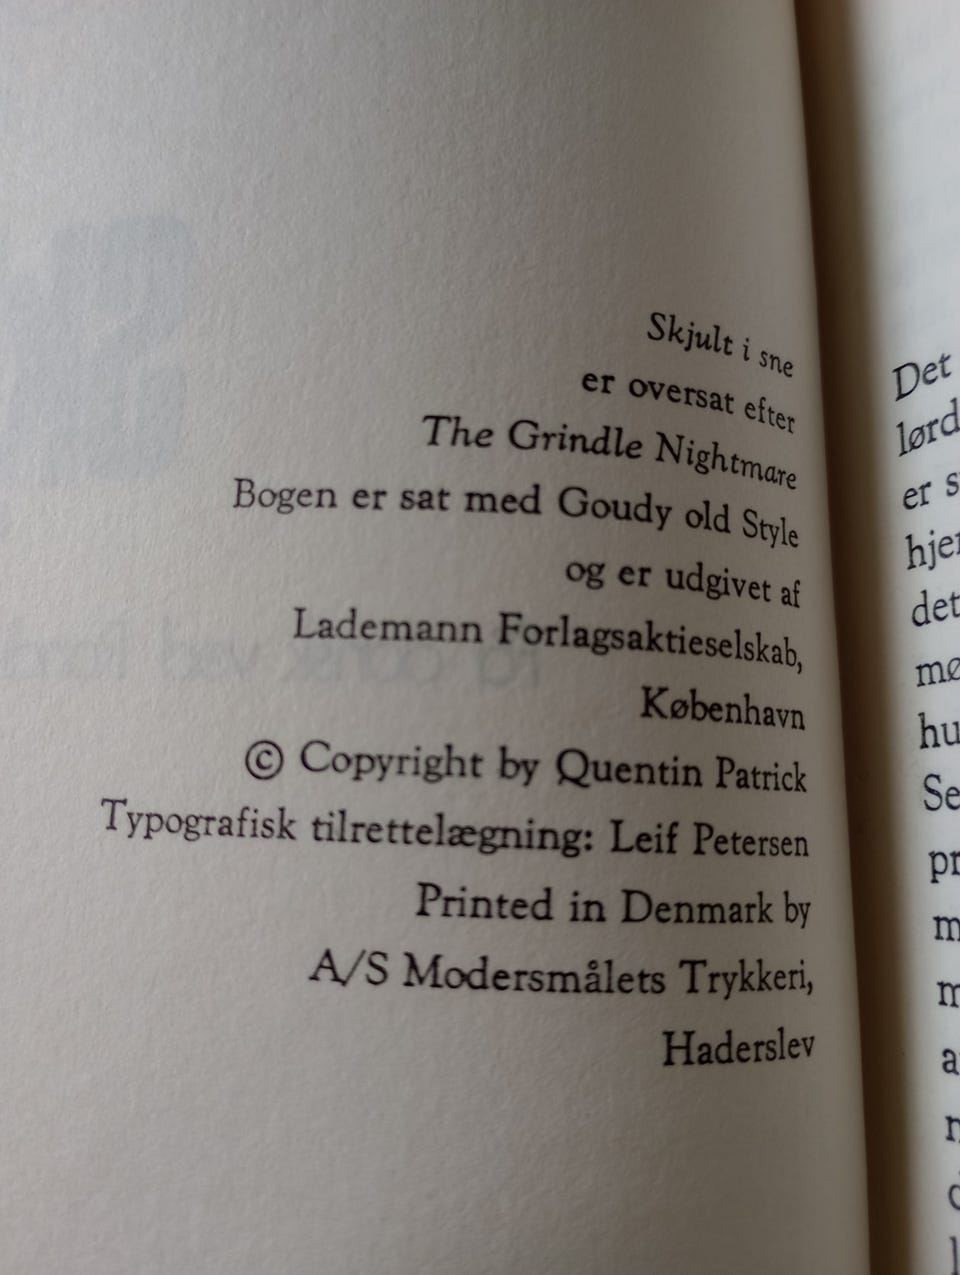 Skjult i sne
er oversat efter
The Grindle Nightmare
Bogen er sat med Goudy old Style
og er udgivet af
Lademann Forlagsaktieselskab,
København
© Copyright by Quentin Patrick
Typografisk tilrettelægning: Leif Petersen
Printed in Denmark by
A/S Modersmålets Trykkeri,
Haderslev
Det
er
det